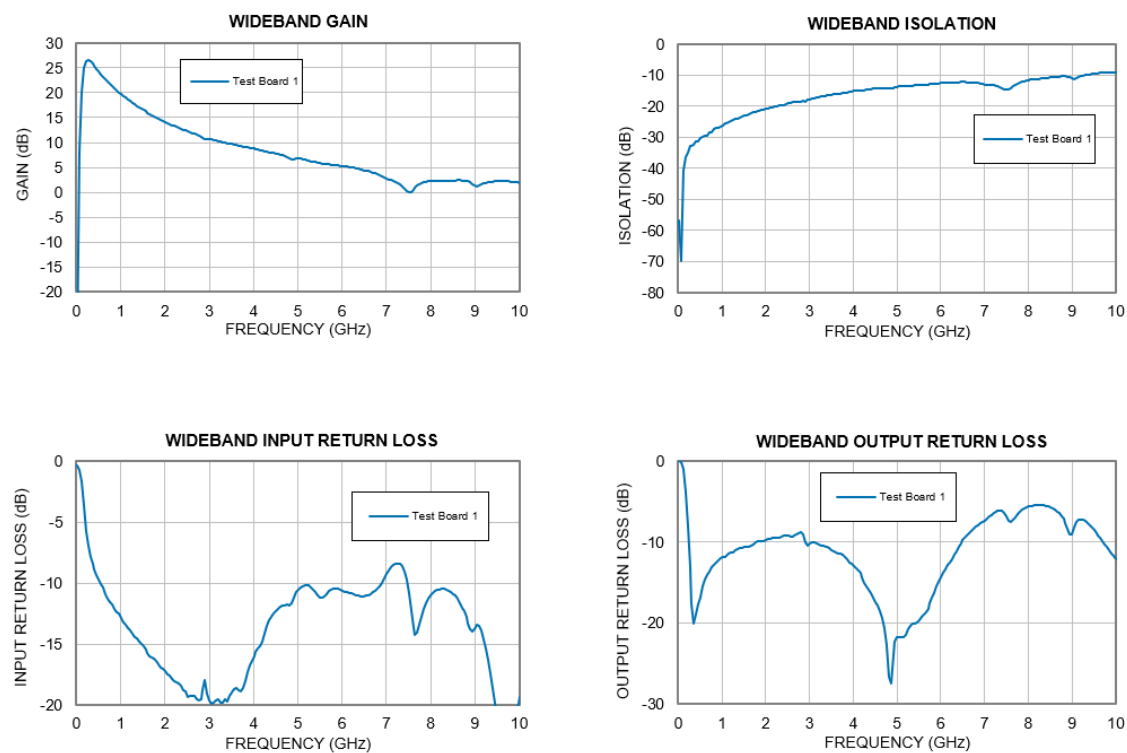 WIDEBAND GAIN
30
25
20
15
10
5
0
-5
-10
-15
-20
GAIN (dB)
Test Board 1
0 1 2 3 4 5 6 7 8 9 10
FREQUENCY (GHz)
WIDEBAND ISOLATION
0
-10
-20
-30
-40
-50
-60
-70
-80
ISOLATION (dB)
Test Board 1
0 1 2 3 4 5 6 7 8 9 10
FREQUENCY (GHz)
WIDEBAND INPUT RETURN LOSS
0
-5
-10
-15
-20
INPUT RETURN LOSS (dB)
Test Board 1
0 1 2 3 4 5 6 7 8 9 10
FREQUENCY (GHz)
WIDEBAND OUTPUT RETURN LOSS
0
-10
-20
-30
OUTPUT RETURN LOSS (dB)
Test Board 1
0 1 2 3 4 5 6 7 8 9 10
FREQUENCY (GHz)